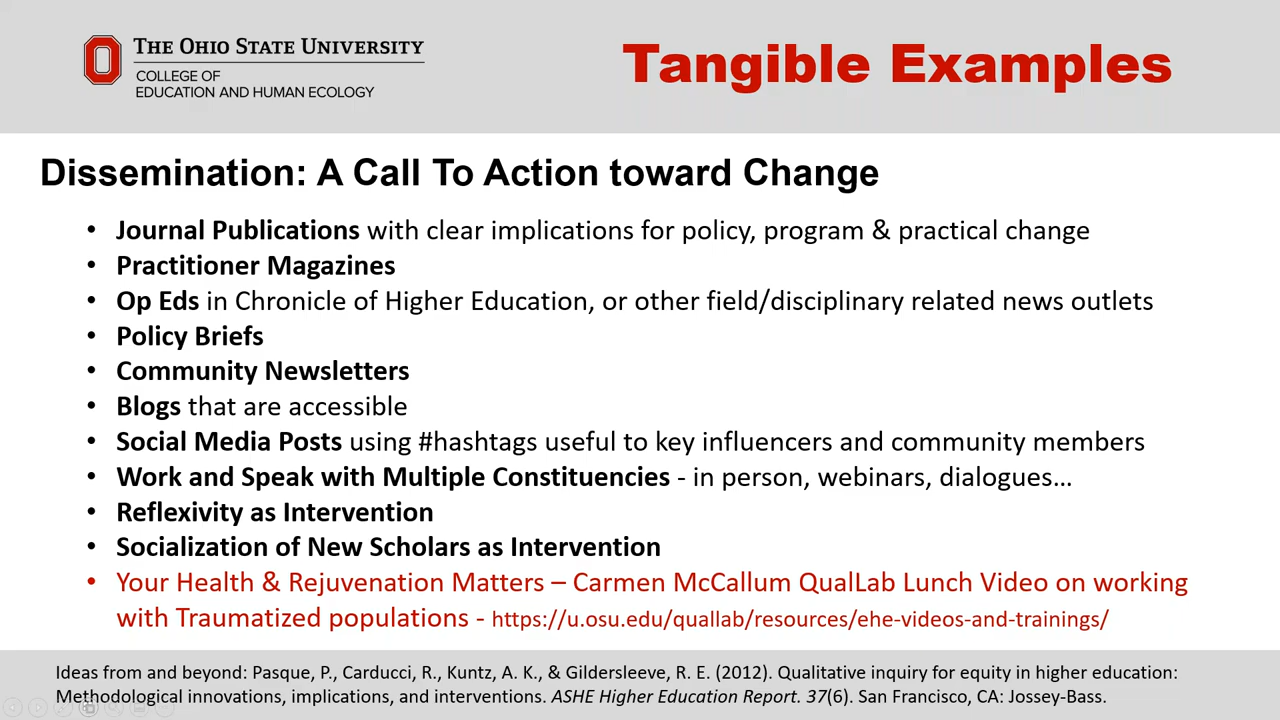 THE OHIO STATE UNIVERSITY
COLLEGE OF
EDUCATION AND HUMAN ECOLOGY
Tangible Examples
Dissemination: A Call To Action toward Change
• Journal Publications with clear implications for policy, program & practical change
• Practitioner Magazines
• Op Eds in Chronicle of Higher Education, or other field/disciplinary related news outlets
• Policy Briefs
• Community Newsletters
• Blogs that are accessible
• Social Media Posts using #hashtags useful to key influencers and community members
• Work and Speak with Multiple Constituencies - in person, webinars, dialogues…
• Reflexivity as Intervention
• Socialization of New Scholars as Intervention
• Your Health & Rejuvenation Matters – Carmen McCallum QualLab Lunch Video on working
with Traumatized populations - https://u.osu.edu/quallab/resources/ehe-videos-and-trainings/
Ideas from and beyond: Pasque, P., Carducci, R., Kuntz, A. K., & Gildersleeve, R. E. (2012). Qualitative inquiry for equity in higher education:
Methodological innovations, implications, and interventions. ASHE Higher Education Report. 37(6). San Francisco, CA: Jossey-Bass.